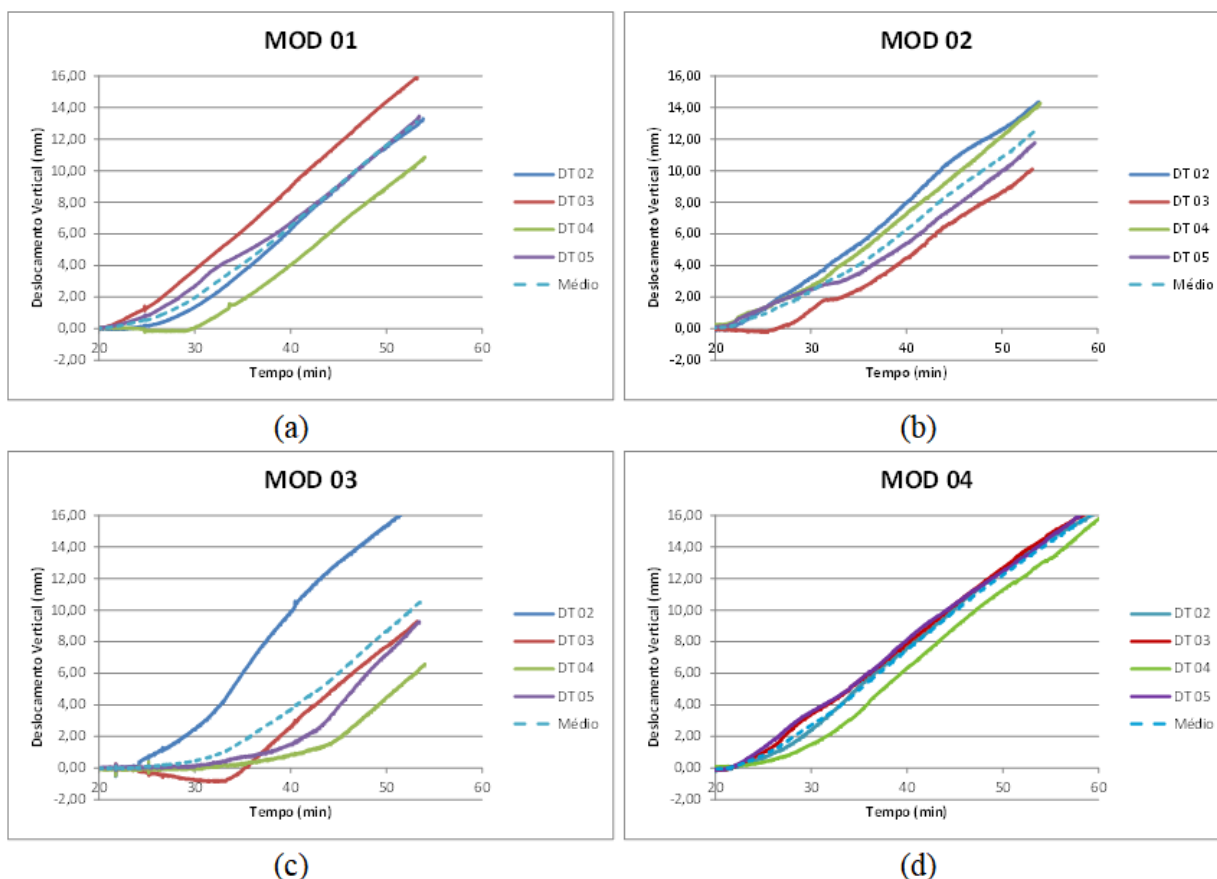 MOD 01
Deslocamento Vertical (mm)
16,00
14,00
12,00
10,00
8,00
6,00
4,00
2,00
0,00
-2,00
20
30
40
50
60
Tempo (min)
DT 02
DT 03
DT 04
DT 05
Médio
(a)
MOD 02
Deslocamento Vertical (mm)
16,00
14,00
12,00
10,00
8,00
6,00
4,00
2,00
0,00
-2,00
20
30
40
50
60
Tempo (min)
DT 02
DT 03
DT 04
DT 05
Médio
(b)
MOD 03
Deslocamento Vertical (mm)
16,00
14,00
12,00
10,00
8,00
6,00
4,00
2,00
0,00
-2,00
20
30
40
50
60
Tempo (min)
DT 02
DT 03
DT 04
DT 05
Médio
(c)
MOD 04
Deslocamento Vertical (mm)
16,00
14,00
12,00
10,00
8,00
6,00
4,00
2,00
0,00
-2,00
20
30
40
50
60
Tempo (min)
DT 02
DT 03
DT 04
DT 05
Médio
(d)